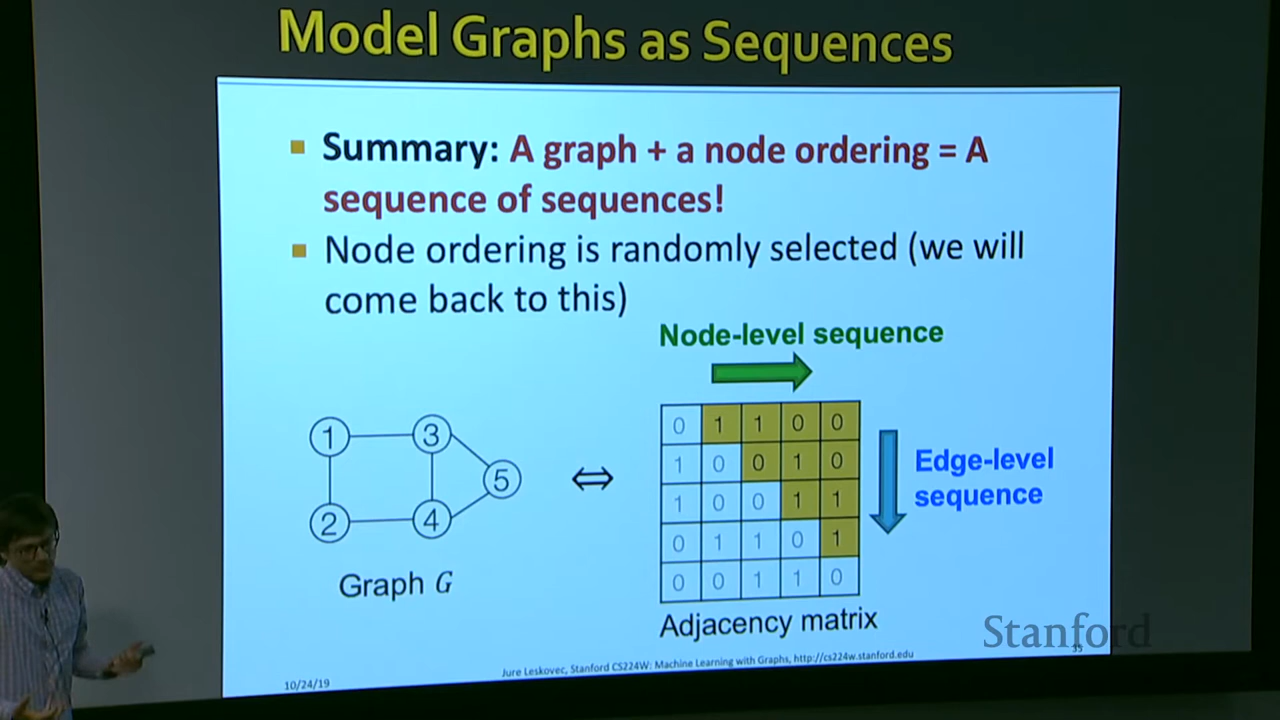 Model Graphs as Sequences
Summary: A graph + a node ordering = A
sequence of sequences!
Node ordering is randomly selected (we will
come back to this)
Node-level sequence
1 3
5
2 4
Graph G
⇔
0 1 1 0 0
1 0 0 1 0
1 0 0 1 1
0 1 1 0 1
0 0 1 1 0
Edge-level
sequence
Adjacency matrix
Stanford
Jure Leskovec, Stanford CS224W: Machine Learning with Graphs, http://cs224w.stanford.edu
10/24/19